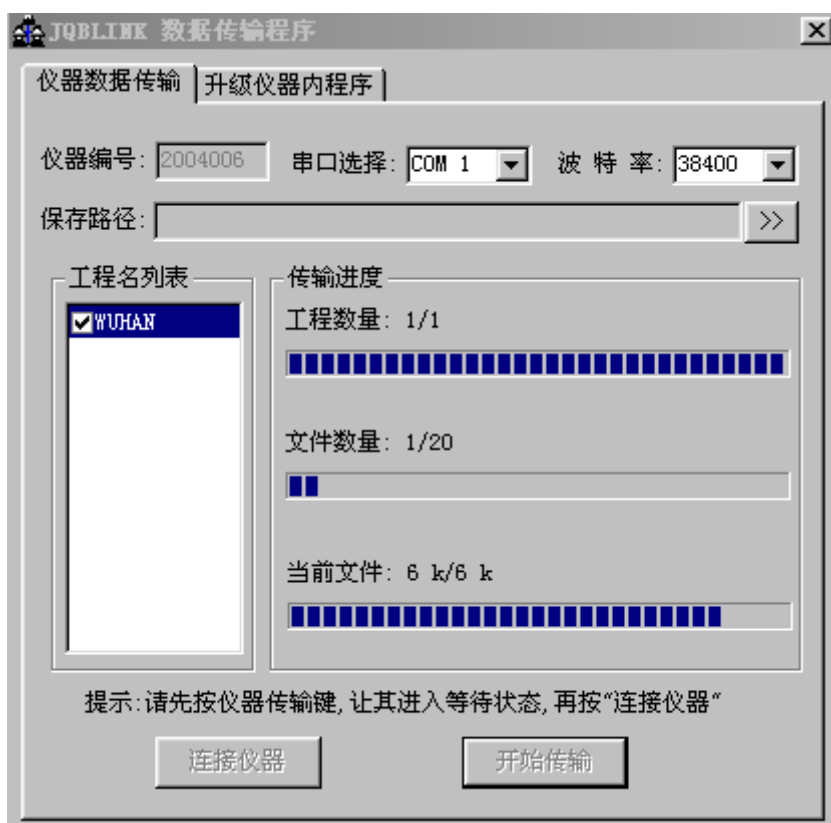 JQBLINK 数据传输程序
仪器数据传输 升级仪器内程序
仪器编号: 2004006 串口选择: COM 1 波 特 率: 38400
保存路径: >>
工程名列表 传输进度
WUHAN
工程数量: 1/1
文件数量: 1/20
当前文件: 6 k/6 k
提示:请先按仪器传输键,让其进入等待状态,再按“连接仪器“
连接仪器 开始传输